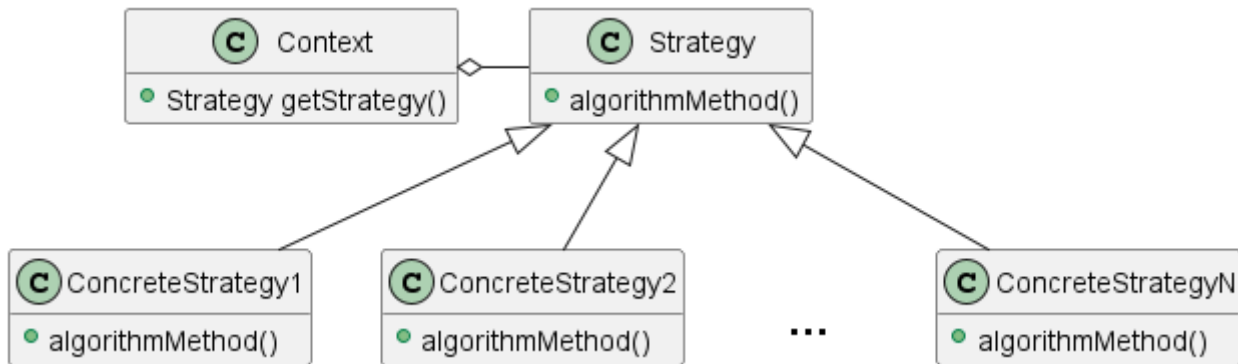 C Context
Strategy getStrategy()
C Strategy
algorithmMethod()
C ConcreteStrategy1
algorithmMethod()
C ConcreteStrategy2
algorithmMethod()
...
C ConcreteStrategyN
algorithmMethod()